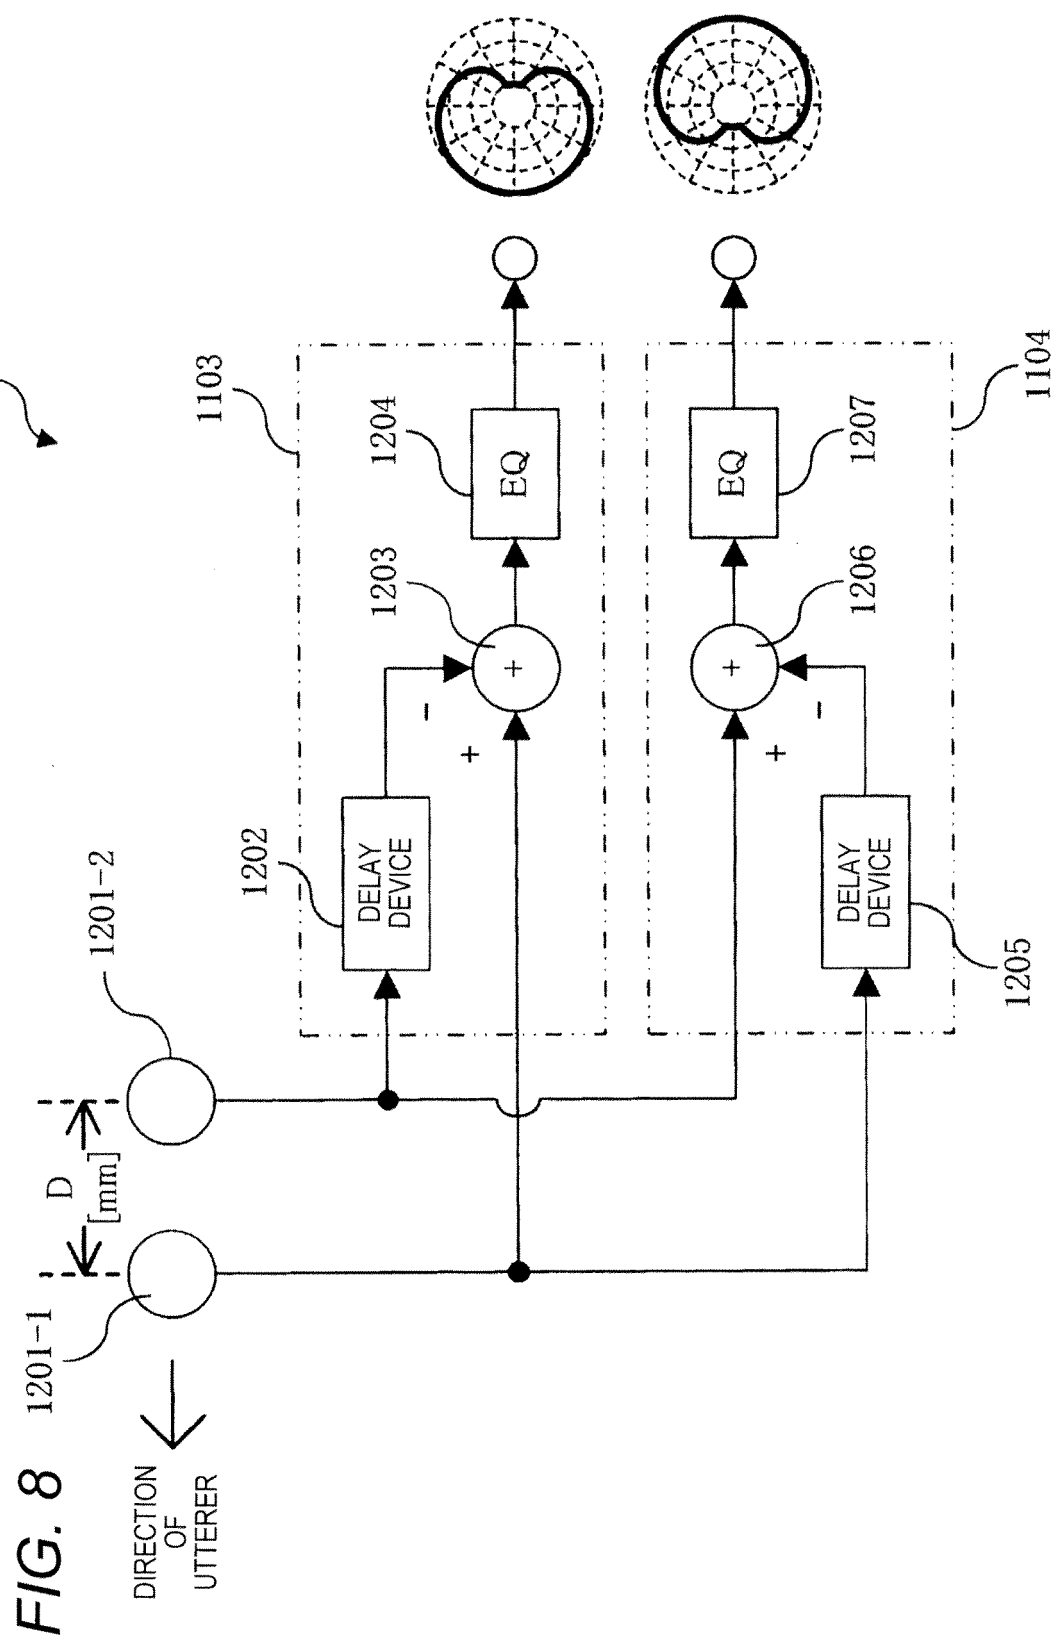 FIG. 8
DIRECTION
OF
UTTERER
1201-1
D
[mm]
1201-2
1202
DELAY
DEVICE
-
+
1203
+
1204
EQ
1103
DELAY
DEVICE
1205
-
+
1206
+
1207
EQ
1104